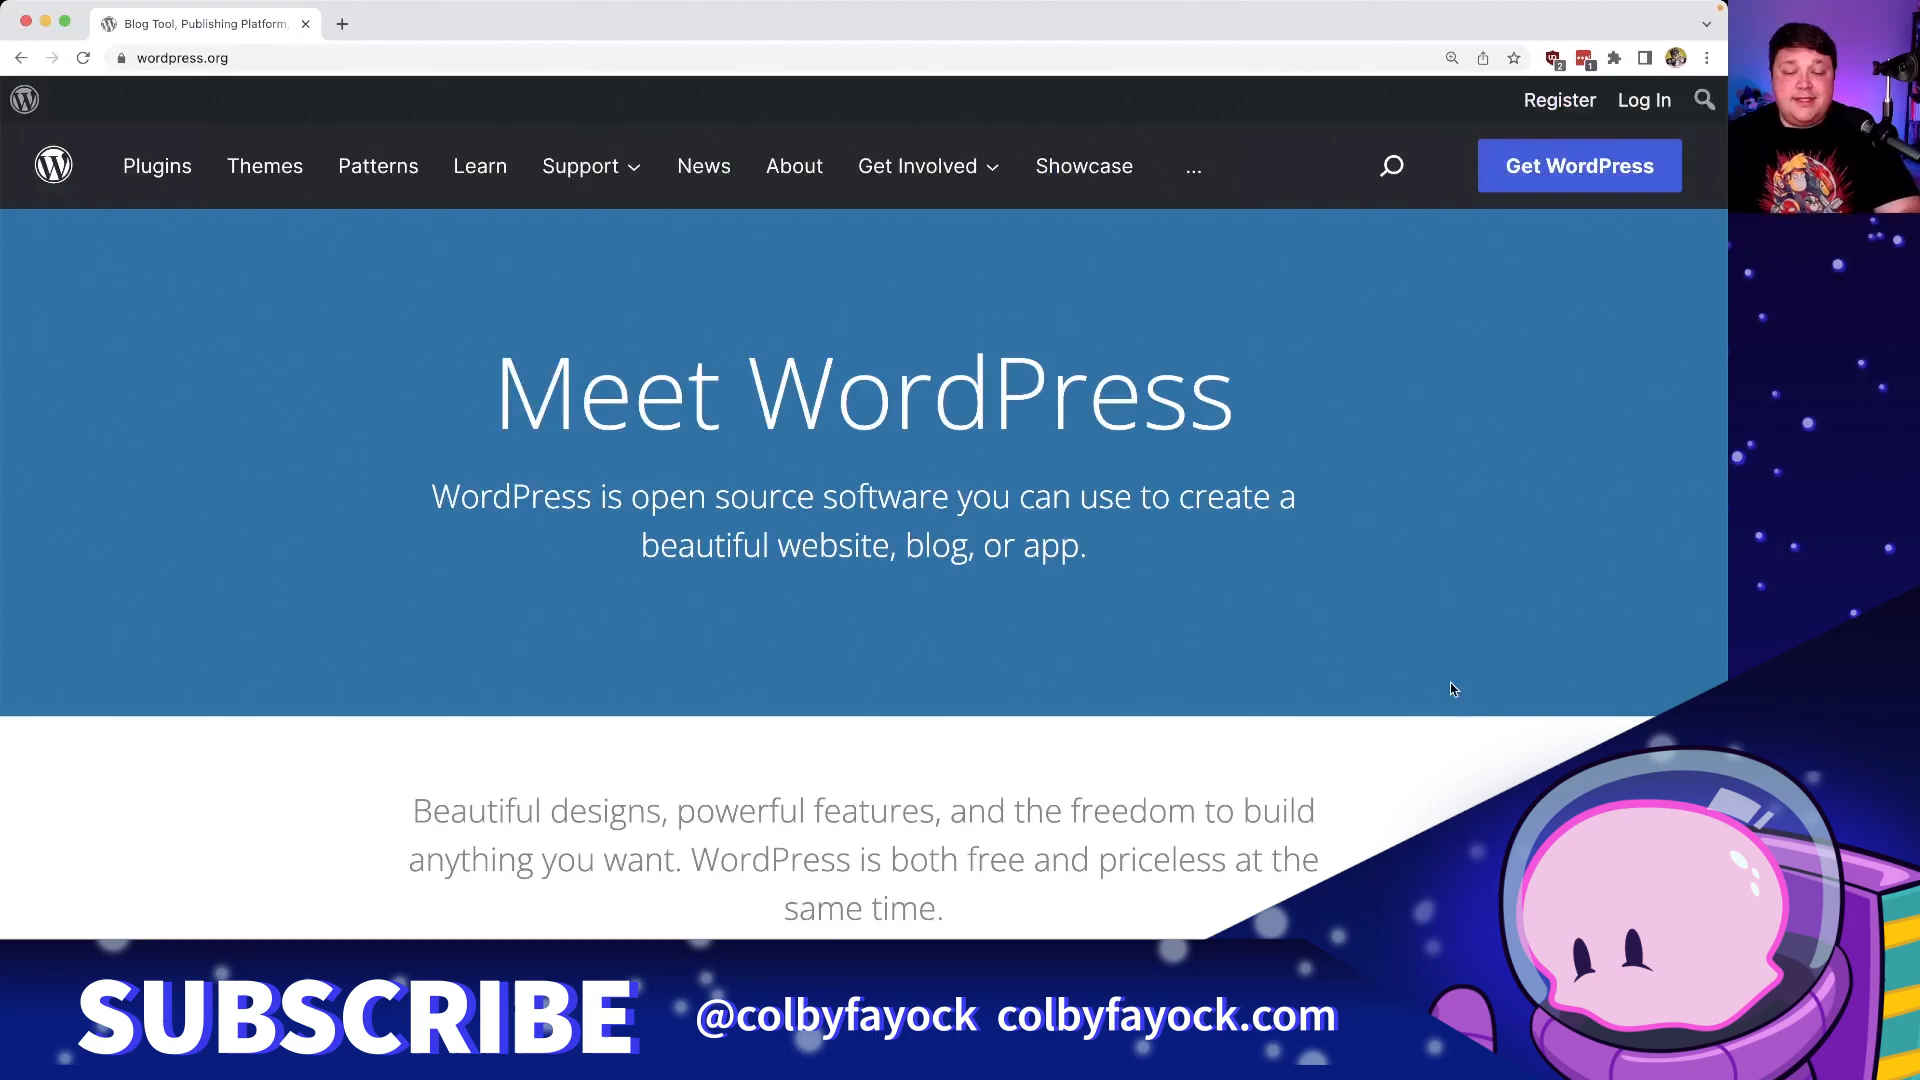 Blog Tool, Publishing Platform,
wordpress.org
2
1
Register Log In
Plugins Themes Patterns Learn Support News About Get Involved Showcase ... Get WordPress
Meet WordPress
WordPress is open source software you can use to create a
beautiful website, blog, or app.
Beautiful designs, powerful features, and the freedom to build
anything you want. WordPress is both free and priceless at the
same time.
SUBSCRIBE @colbyfayock colbyfayock.com